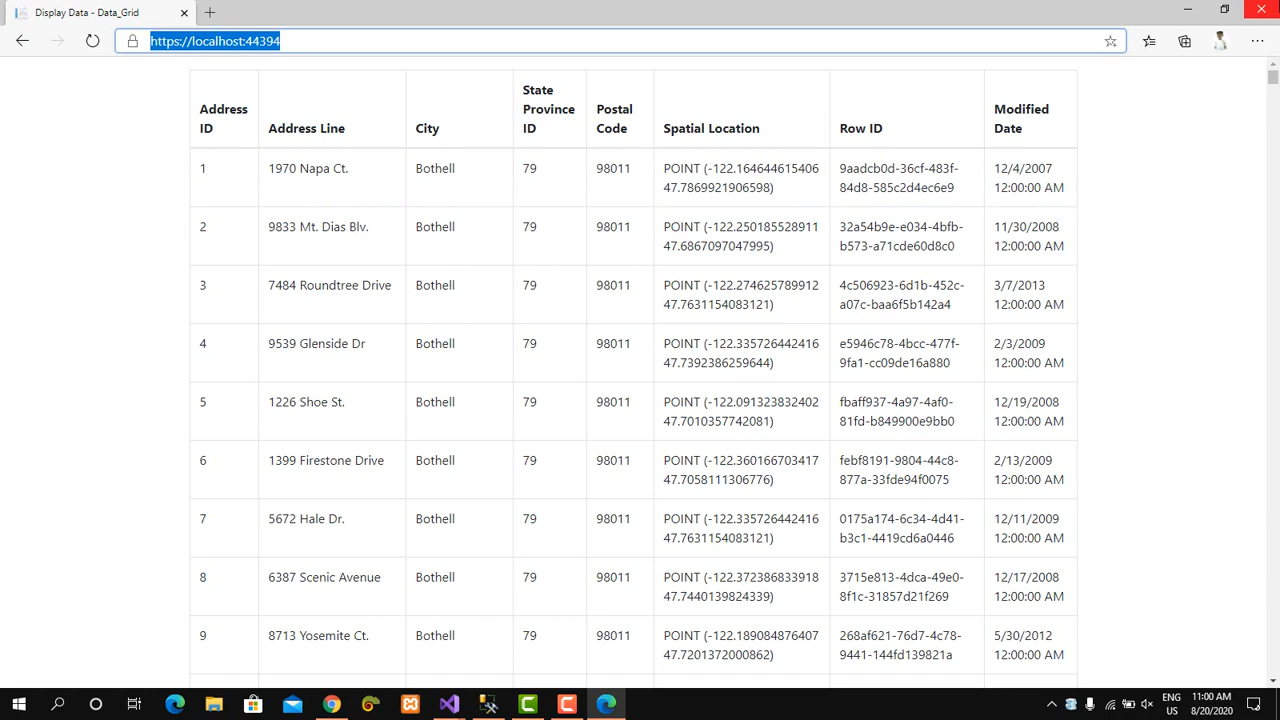 Display Data - Data_Grid
https://localhost:44394
Address ID Address Line City State Province ID Postal Code Spatial Location Row ID Modified Date
1 1970 Napa Ct. Bothell 79 98011 POINT (-122.164644615406 47.7869921906598) 9aadcb0d-36cf-483f-84d8-585c2d4ec6e9 12/4/2007 12:00:00 AM
2 9833 Mt. Dias Blv. Bothell 79 98011 POINT (-122.250185528911 47.6867097047995) 32a54b9e-e034-4bfb-b573-a71cde60d8c0 11/30/2008 12:00:00 AM
3 7484 Roundtree Drive Bothell 79 98011 POINT (-122.274625789912 47.7631154083121) 4c506923-6d1b-452c-a07c-baa6f5b142a4 3/7/2013 12:00:00 AM
4 9539 Glenside Dr Bothell 79 98011 POINT (-122.335726442416 47.7392386259644) e5946c78-4bcc-477f-9fa1-cc09de16a880 2/3/2009 12:00:00 AM
5 1226 Shoe St. Bothell 79 98011 POINT (-122.091323832402 47.7010357742081) fbaff937-4a97-4af0-81fd-b849900e9bb0 12/19/2008 12:00:00 AM
6 1399 Firestone Drive Bothell 79 98011 POINT (-122.360166703417 47.7058111306776) febf8191-9804-44c8-877a-33fde94f0075 2/13/2009 12:00:00 AM
7 5672 Hale Dr. Bothell 79 98011 POINT (-122.335726442416 47.7631154083121) 0175a174-6c34-4d41-b3c1-4419cd6a0446 12/11/2009 12:00:00 AM
8 6387 Scenic Avenue Bothell 79 98011 POINT (-122.372386833918 47.7440139824339) 3715e813-4dca-49e0-8f1c-31857d21f269 12/17/2008 12:00:00 AM
9 8713 Yosemite Ct. Bothell 79 98011 POINT (-122.189084876407 47.7201372000862) 268af621-76d7-4c78-9441-144fd139821a 5/30/2012 12:00:00 AM
ENG 11:00 AM
US 8/20/2020